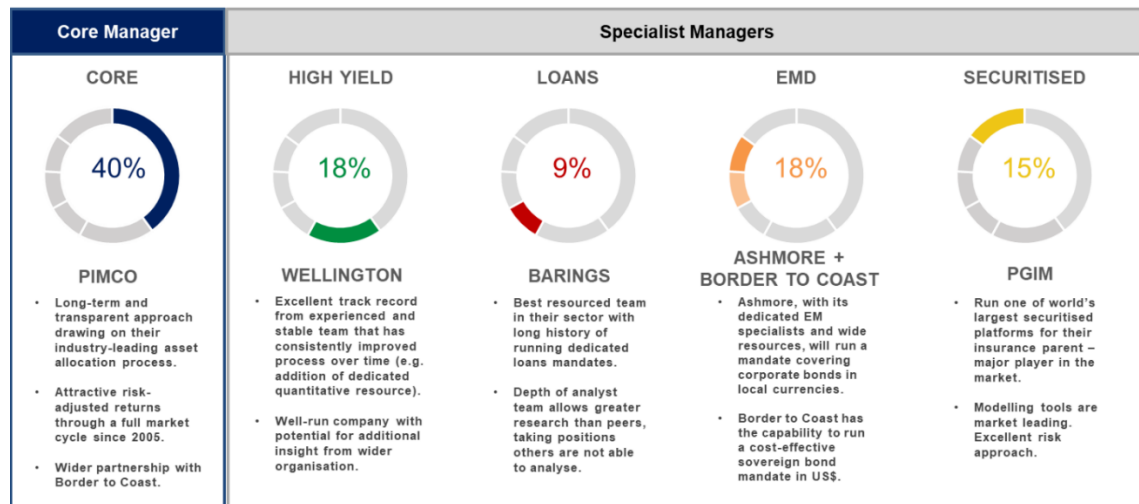 Core Manager
Specialist Managers
CORE
40%
PIMCO
• Long-term and
transparent approach
drawing on their
industry-leading asset
allocation process.
• Attractive risk-
adjusted returns
through a full market
cycle since 2005.
• Wider partnership with
Border to Coast.
HIGH YIELD
18%
WELLINGTON
• Excellent track record
from experienced and
stable team that has
consistently improved
process over time (e.g.
addition of dedicated
quantitative resource).
• Well-run company with
potential for additional
insight from wider
organisation.
LOANS
9%
BARINGS
• Best resourced team
in their sector with
long history of
running dedicated
loans mandates.
• Depth of analyst
team allows greater
research than peers,
taking positions
others are not able
to analyse.
EMD
18%
ASHMORE +
BORDER TO COAST
• Ashmore, with its
dedicated EM
specialists and wide
resources, will run a
mandate covering
corporate bonds in
local currencies.
• Border to Coast has
the capability to run
a cost-effective
sovereign bond
mandate in US$.
SECURITISED
15%
PGIM
• Run one of world's
largest securitised
platforms for their
insurance parent –
major player in the
market.
• Modelling tools are
market leading.
Excellent risk
approach.